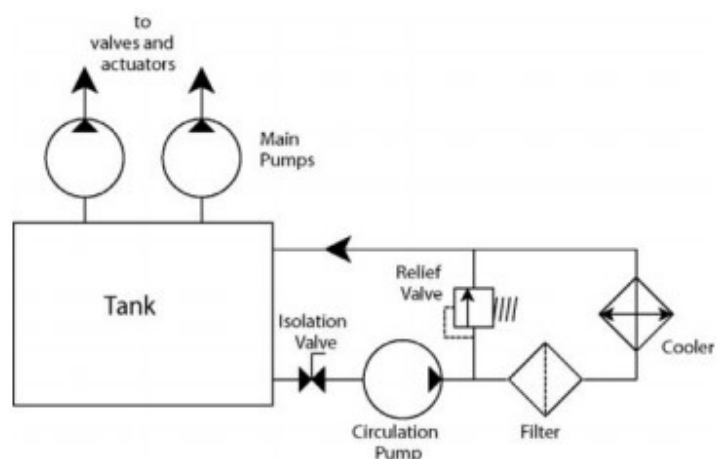 to
valves and
actuators
Main
Pumps
Tank
Relief
Valve
Isolation
Valve
Cooler
Circulation
Pump
Filter